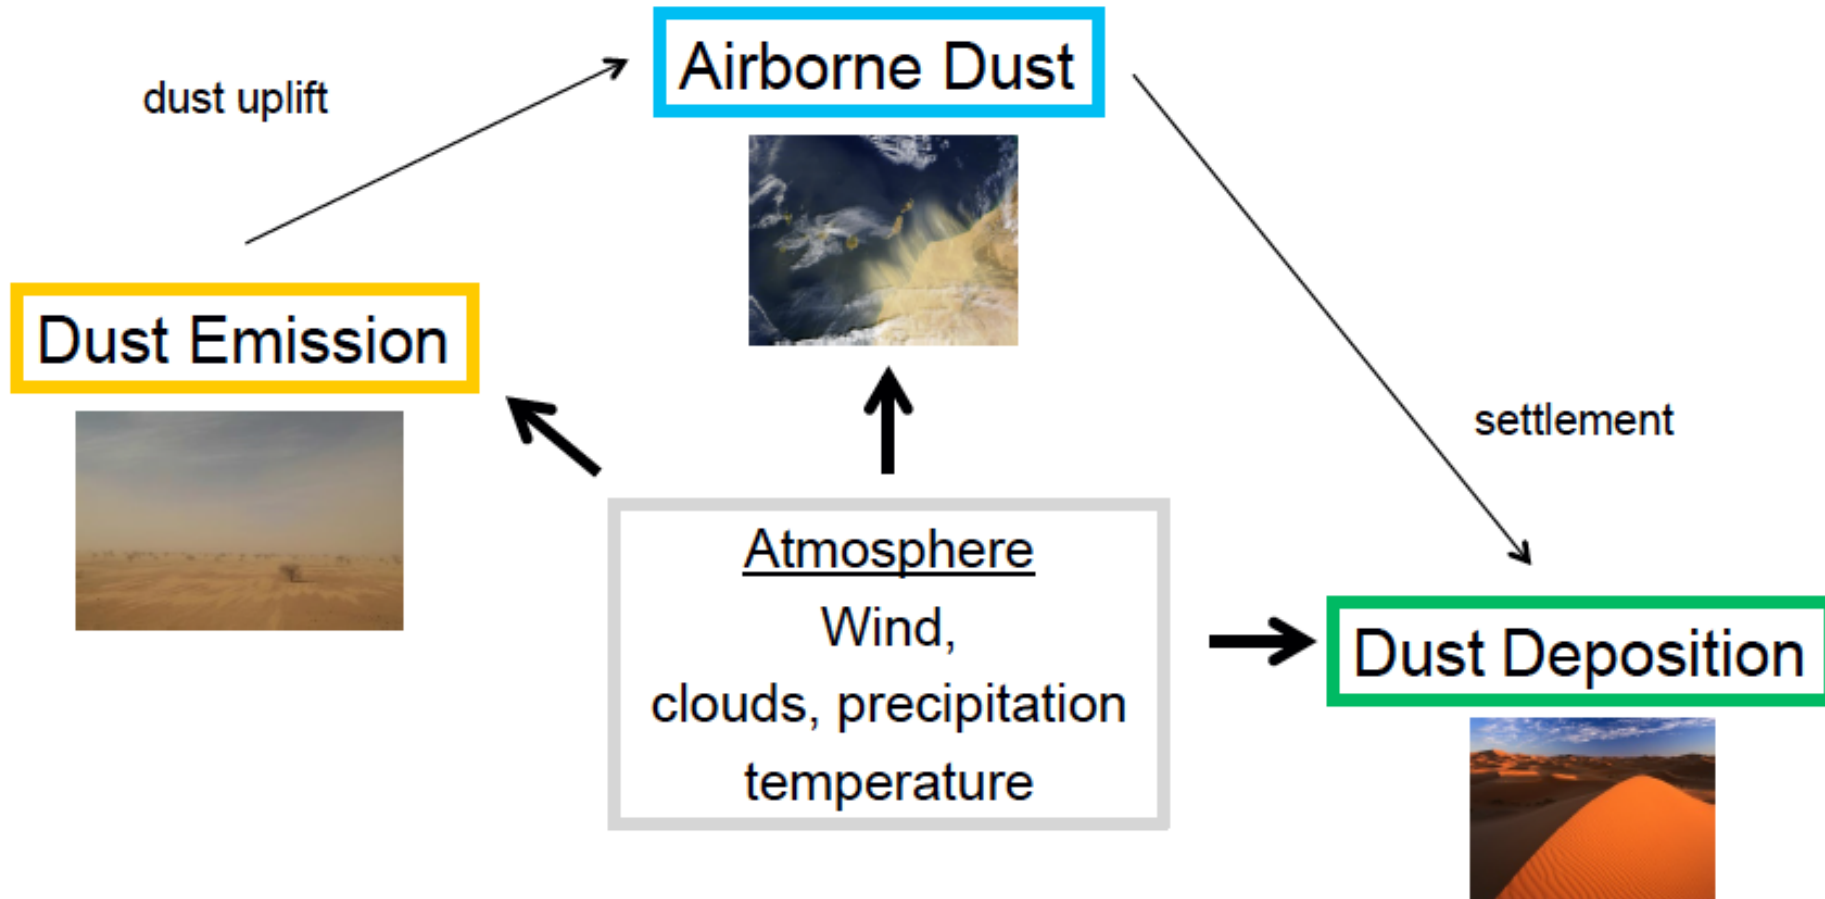 Airborne Dust
dust uplift
Dust Emission
settlement
Atmosphere
Wind,
clouds, precipitation
temperature
Dust Deposition